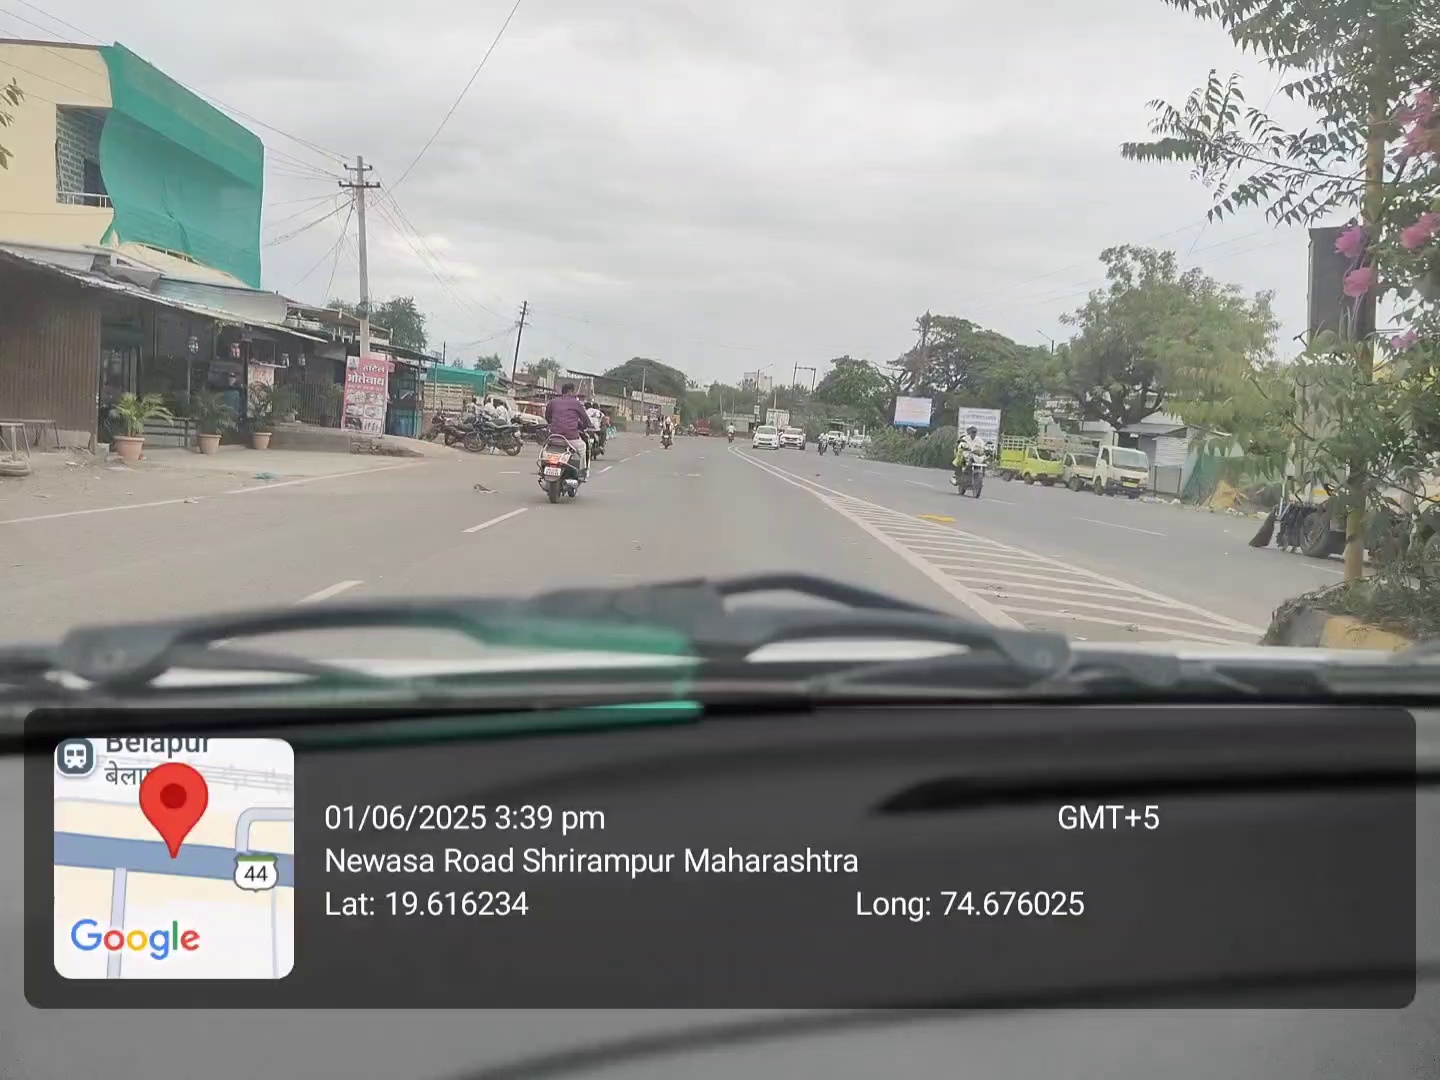 हॉटेल
भोलेनाथ
Belapur
44
Google
01/06/2025 3:39 pm
GMT+5
Newasa Road Shrirampur Maharashtra
Lat: 19.616234
Long: 74.676025